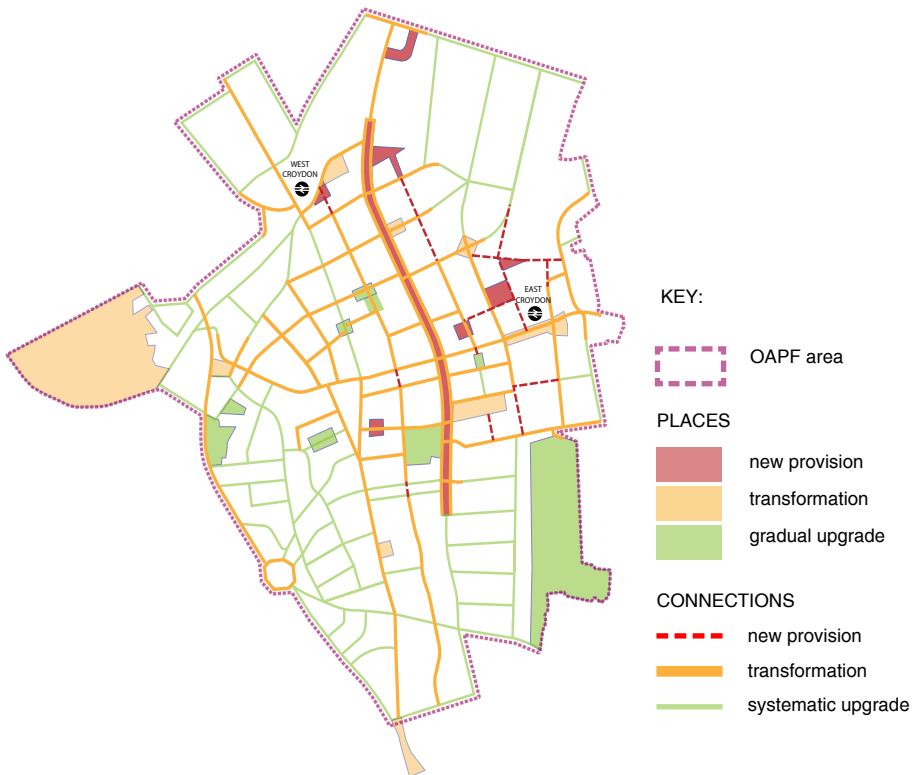 WEST
CROYDON
EAST
CROYDON
KEY:
OAPF area
PLACES
new provision
transformation
gradual upgrade
CONNECTIONS
new provision
transformation
systematic upgrade